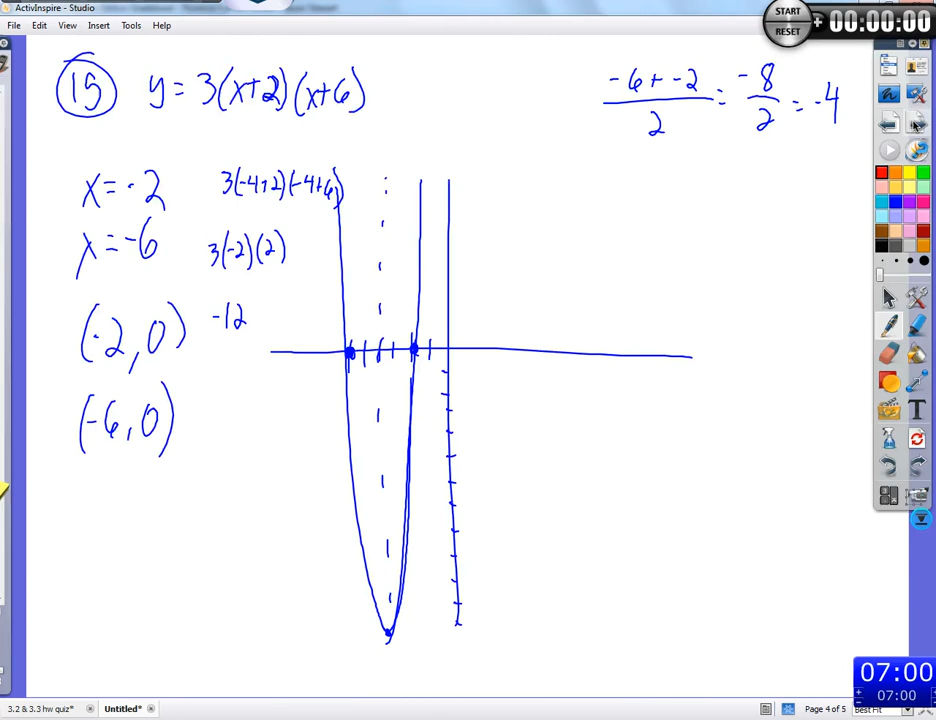 ActivInspire - Studio
File Edit View Insert Tools Help
START
RESET
+ 00:00:00
15 y = 3(x+2)(x+6)
-6 + -2 / 2 = -8 / 2 = -4
x = -2
3(-4+2)(-4+6)
x = -6
3(-2)(2)
(-2, 0)
-12
(-6, 0)
07:00
07:00
3.2 & 3.3 hw quiz*
Untitled*
Page 4 of 5
Best Fit